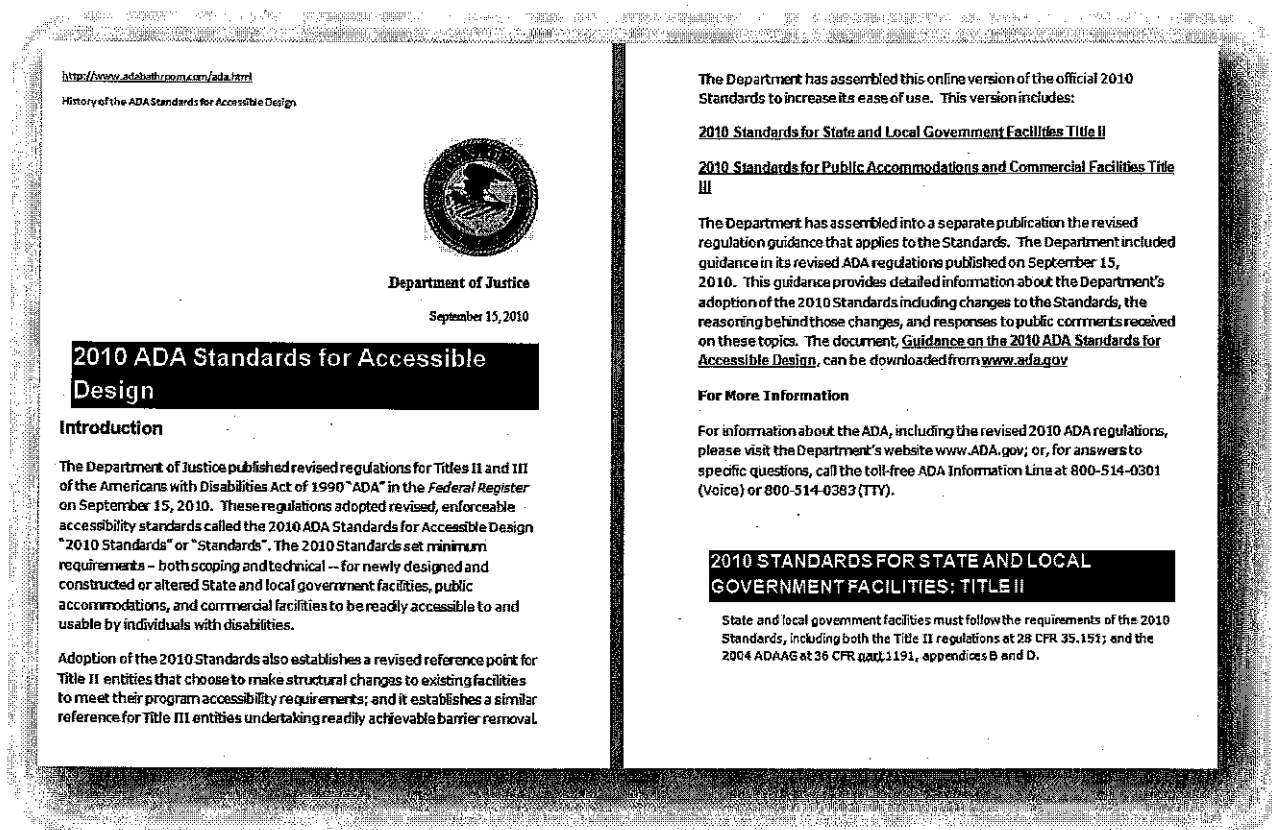 http://www.adabathroom.com/ada.html
History of the ADA Standards for Accessible Design
Department of Justice
September 15, 2010
2010 ADA Standards for Accessible
Design
Introduction
The Department of Justice published revised regulations for Titles II and III
of the Americans with Disabilities Act of 1990 "ADA" in the Federal Register
on September 15, 2010. These regulations adopted revised, enforceable
accessibility standards called the 2010 ADA Standards for Accessible Design
"2010 Standards" or "Standards". The 2010 Standards set minimum
requirements – both scoping and technical -- for newly designed and
constructed or altered State and local government facilities, public
accommodations, and commercial facilities to be readily accessible to and
usable by individuals with disabilities.
Adoption of the 2010 Standards also establishes a revised reference point for
Title II entities that choose to make structural changes to existing facilities
to meet their program accessibility requirements; and it establishes a similar
reference for Title III entities undertaking readily achievable barrier removal.
The Department has assembled this online version of the official 2010
Standards to increase its ease of use. This version includes:
2010 Standards for State and Local Government Facilities Title II
2010 Standards for Public Accommodations and Commercial Facilities Title
III
The Department has assembled into a separate publication the revised
regulation guidance that applies to the Standards. The Department included
guidance in its revised ADA regulations published on September 15,
2010. This guidance provides detailed information about the Department's
adoption of the 2010 Standards including changes to the Standards, the
reasoning behind those changes, and responses to public comments received
on these topics. The document, Guidance on the 2010 ADA Standards for
Accessible Design, can be downloaded from www.ada.gov
For More Information
For information about the ADA, including the revised 2010 ADA regulations,
please visit the Department's website www.ADA.gov; or, for answers to
specific questions, call the toll-free ADA Information Line at 800-514-0301
(Voice) or 800-514-0383 (TTY).
2010 STANDARDS FOR STATE AND LOCAL
GOVERNMENT FACILITIES: TITLE II
State and local government facilities must follow the requirements of the 2010
Standards, including both the Title II regulations at 28 CFR 35.151; and the
2004 ADAAG at 36 CFR part 1191, appendices B and D.